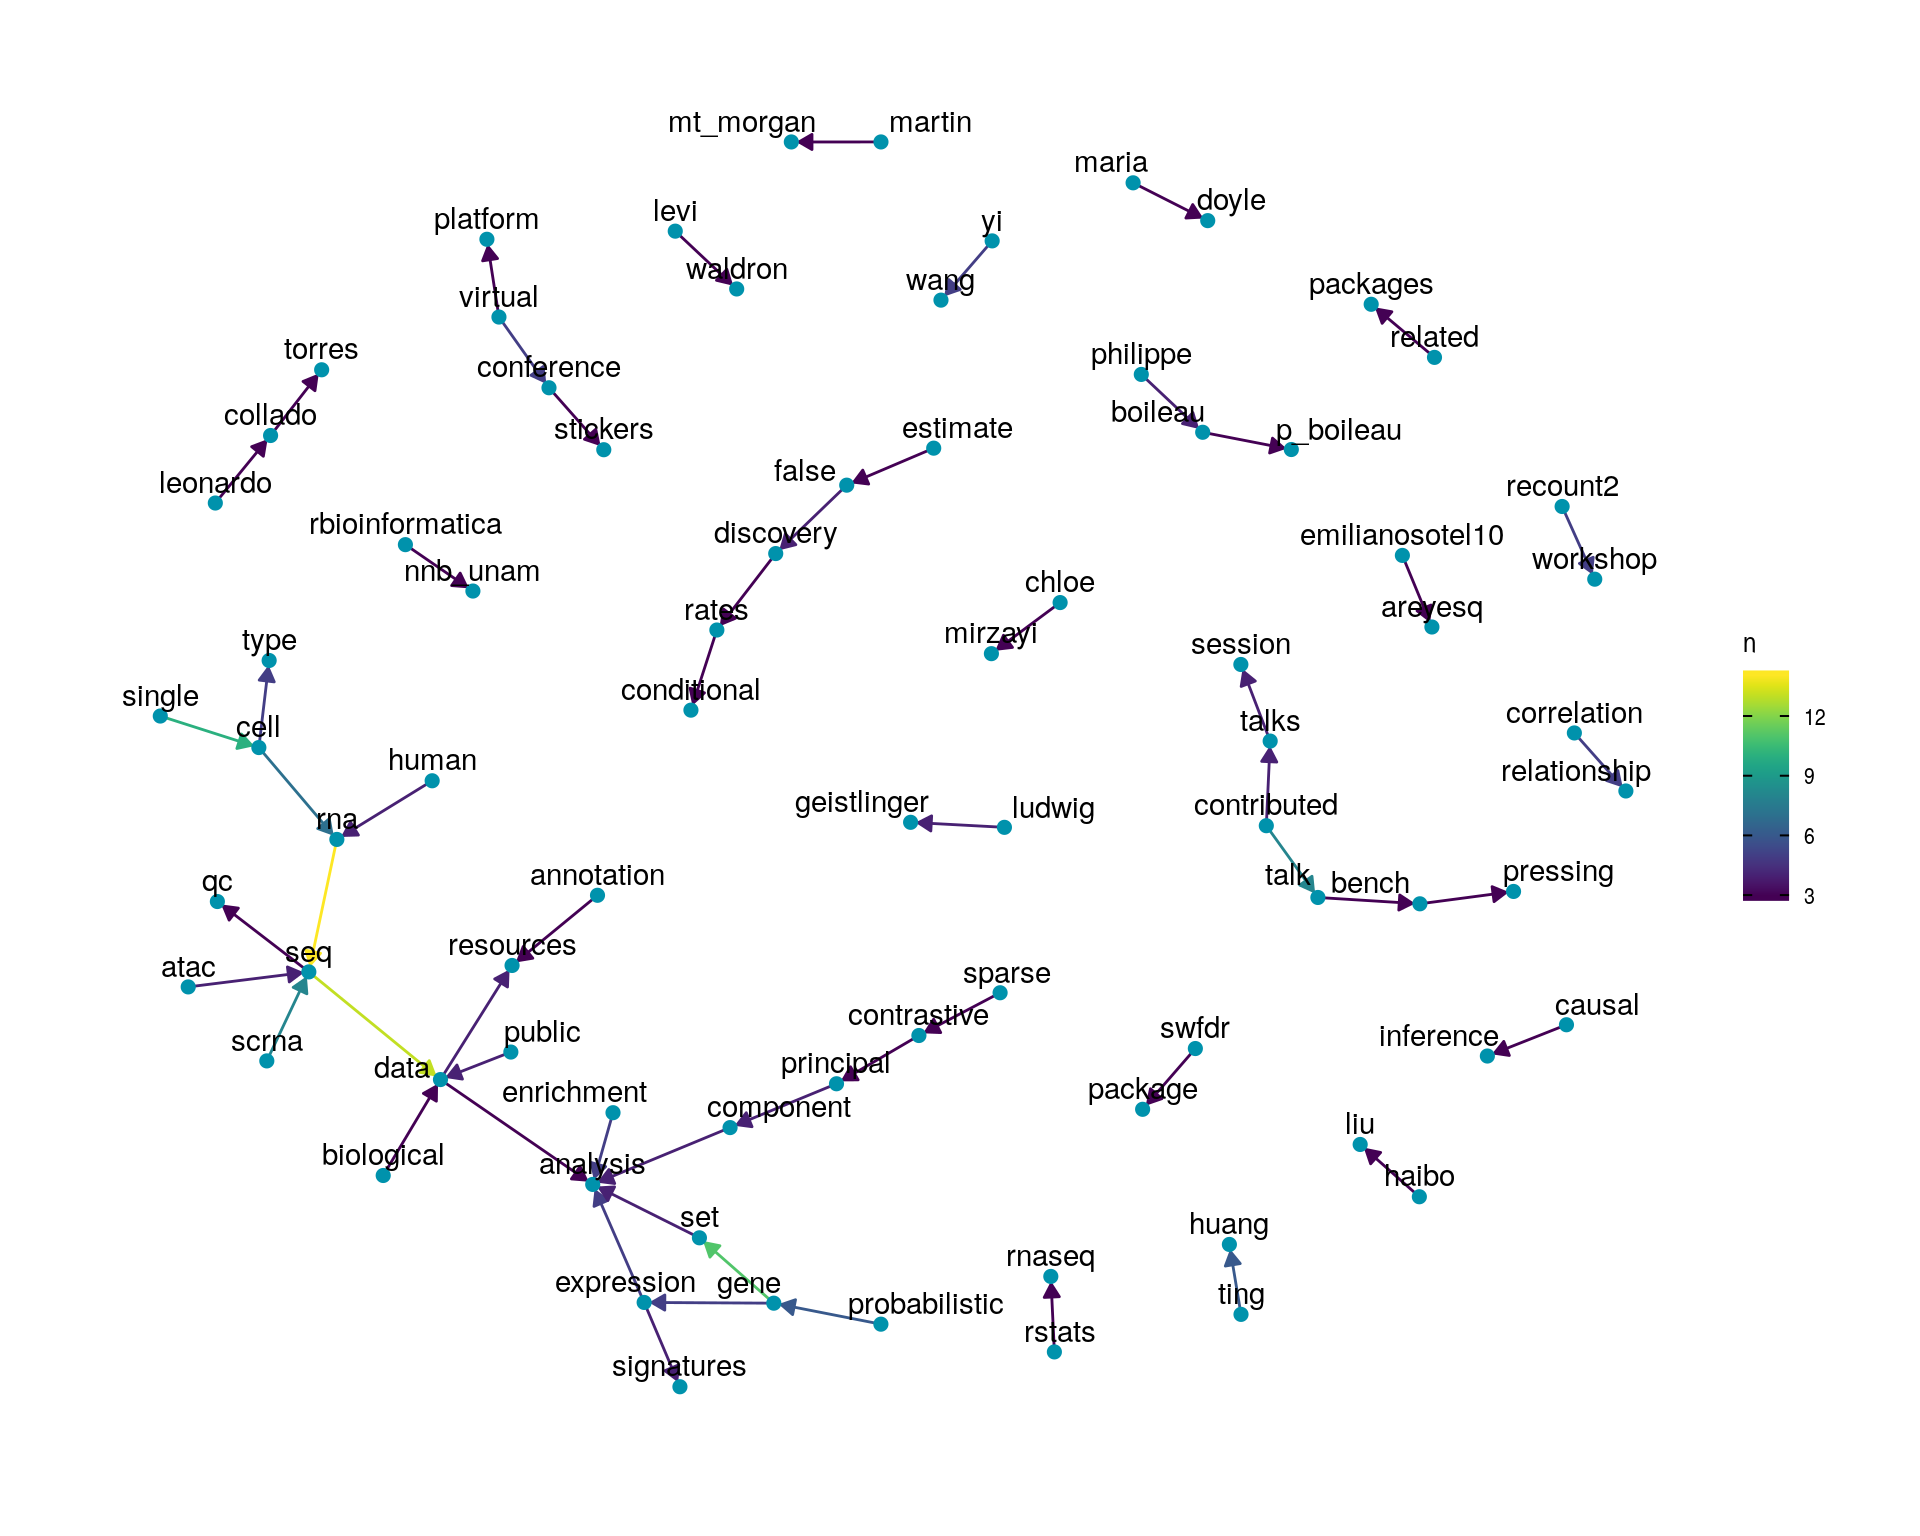 mt_morgan
martin
maria
doyle
platform
levi
yi
waldron
wang
virtual
packages
related
torres
conference
philippe
collado
stickers
estimate
boileau
p_boileau
false
leonardo
recount2
rbioinformatica
discovery
emilianosotel10
nnb_unam
workshop
chloe
rates
areyesq
type
mirzayi
session
n
single
conditional
cell
talks
correlation
12
human
relationship
9
geistlinger
ludwig
contributed
rna
6
qc
annotation
talk
bench
pressing
3
seq
resources
atac
sparse
scrna
public
contrastive
swfdr
causal
inference
data
principal
enrichment
component
package
biological
analysis
liu
haibo
set
huang
expression
gene
rnaseq
probabilistic
ting
signatures
rstats